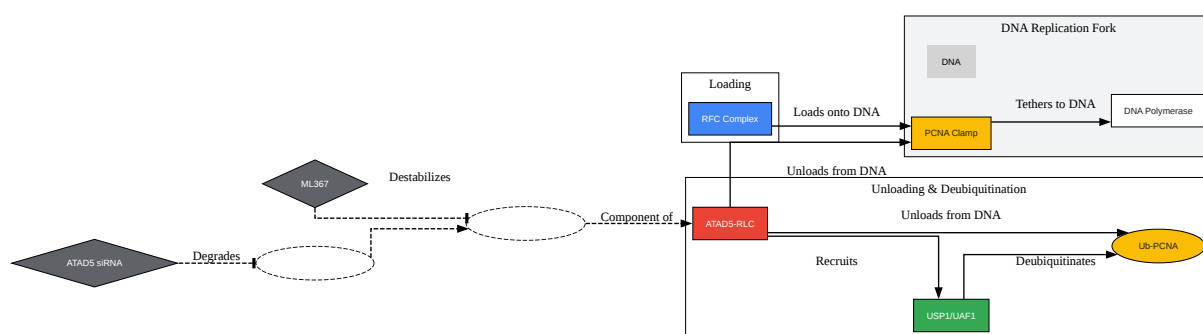 DNA Replication Fork
DNA
Loading
RFC Complex
Loads onto DNA
Tethers to DNA
DNA Polymerase
PCNA Clamp
Unloads from DNA
ML367
Destabilizes
Unloading & Deubiquitination
Component of
ATAD5-RLC
Unloads from DNA
Ub-PCNA
ATAD5 siRNA
Degrades
Recruits
Deubiquitinates
USP1/UAF1